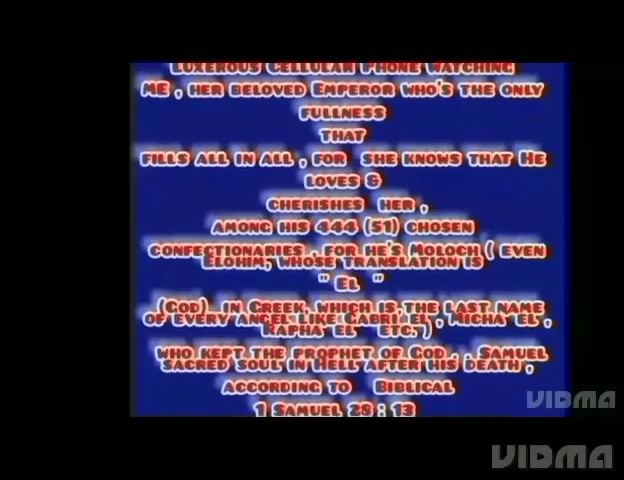 Luxerous Cellular Phone watching
me , her beloved Emperor who's the only
fullness
that
fills all in all , for she knows that He
loves &
cherishes her ,
among his 444 (51) chosen
confectionaries , for he's Moloch ( even
Elohim, whose translation is
" El "
(God) in Greek, which is the last name
of every angel like Gabri el , Micha el ,
Rapha el etc. )
who kept the prophet of God . . Samuel
sacred soul in Hell after his death ,
according to Biblical
1 Samuel 28 : 13
VIDMA
VIDMA